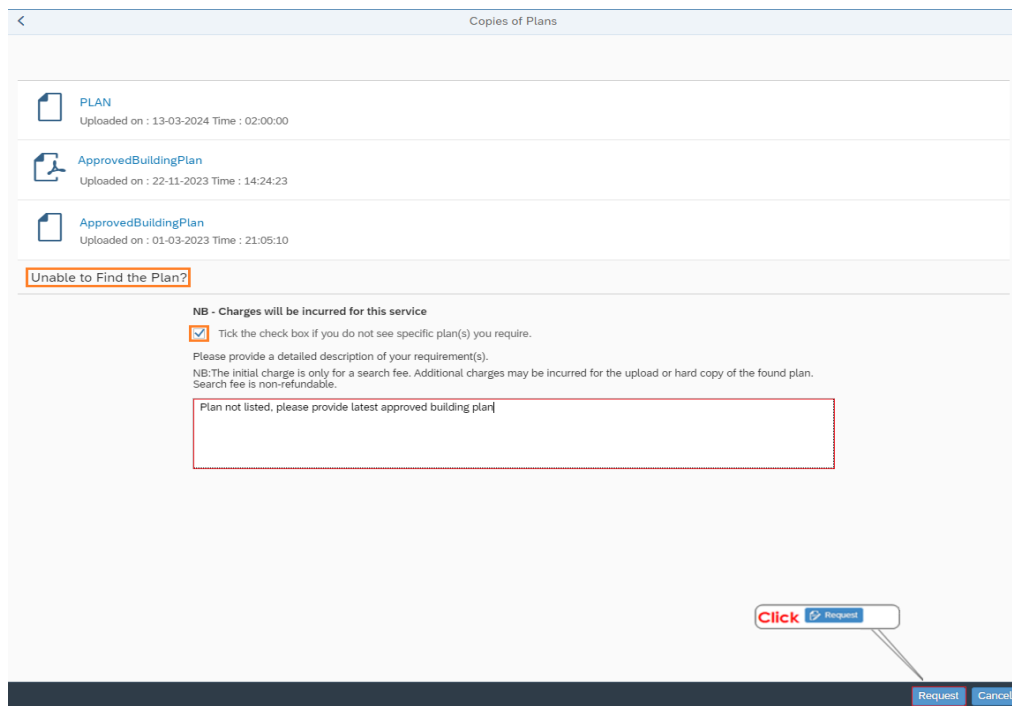 Copies of Plans
PLAN
Uploaded on : 13-03-2024 Time : 02:00:00
ApprovedBuildingPlan
Uploaded on : 22-11-2023 Time : 14:24:23
ApprovedBuildingPlan
Uploaded on : 01-03-2023 Time : 21:05:10
Unable to Find the Plan?
NB - Charges will be incurred for this service
Tick the check box if you do not see specific plan(s) you require.
Please provide a detailed description of your requirement(s).
NB:The initial charge is only for a search fee. Additional charges may be incurred for the upload or hard copy of the found plan.
Search fee is non-refundable.
Plan not listed, please provide latest approved building plan
Click Request
Request Cancel